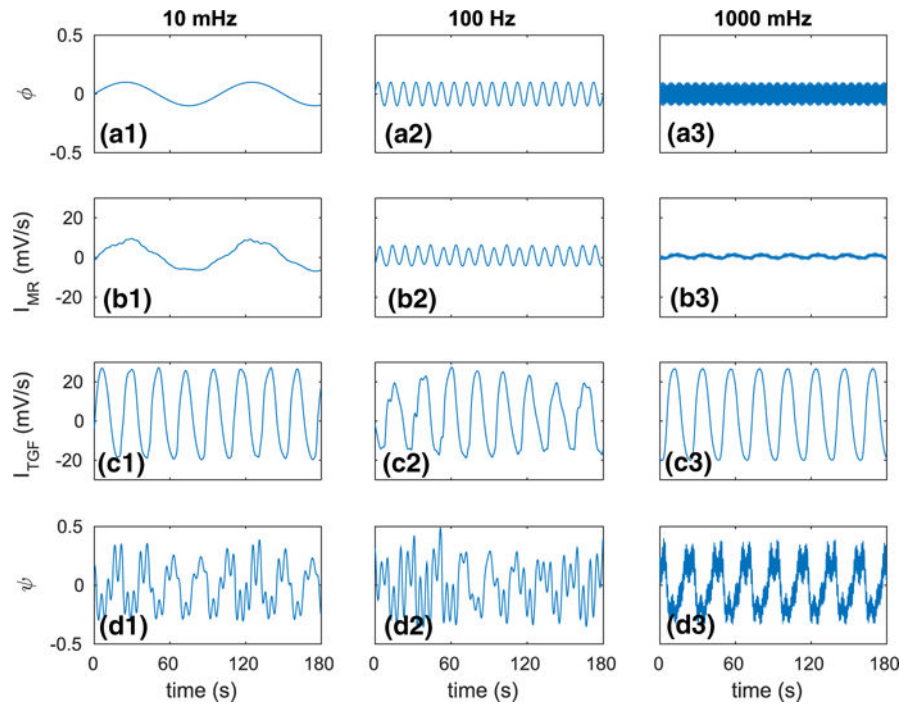 10 mHz 100 Hz 1000 mHz
0.5
ϕ 0
(a1) (a2) (a3)
-0.5
20
I_MR (mV/s) 0
-20 (b1) (b2) (b3)
20
I_TGF (mV/s) 0
-20 (c1) (c2) (c3)
0.5
ψ 0
(d1) (d2) (d3)
-0.5
0 60 120 180 0 60 120 180 0 60 120 180
time (s) time (s) time (s)